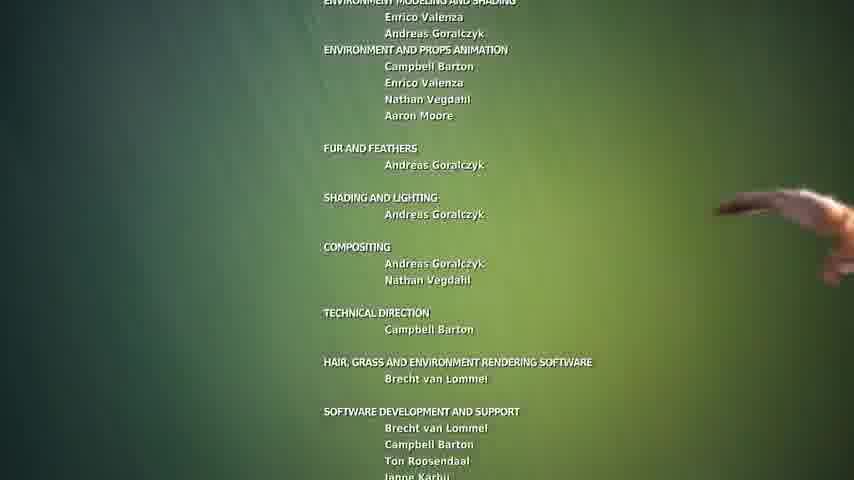 ENVIRONMENT MODELING AND SHADING
Enrico Valenza
Andreas Goralczyk
ENVIRONMENT AND PROPS ANIMATION
Campbell Barton
Enrico Valenza
Nathan Vegdahl
Aaron Moore
FUR AND FEATHERS
Andreas Goralczyk
SHADING AND LIGHTING
Andreas Goralczyk
COMPOSITING
Andreas Goralczyk
Nathan Vegdahl
TECHNICAL DIRECTION
Campbell Barton
HAIR, GRASS AND ENVIRONMENT RENDERING SOFTWARE
Brecht van Lommel
SOFTWARE DEVELOPMENT AND SUPPORT
Brecht van Lommel
Campbell Barton
Ton Roosendaal
Janne Karhu